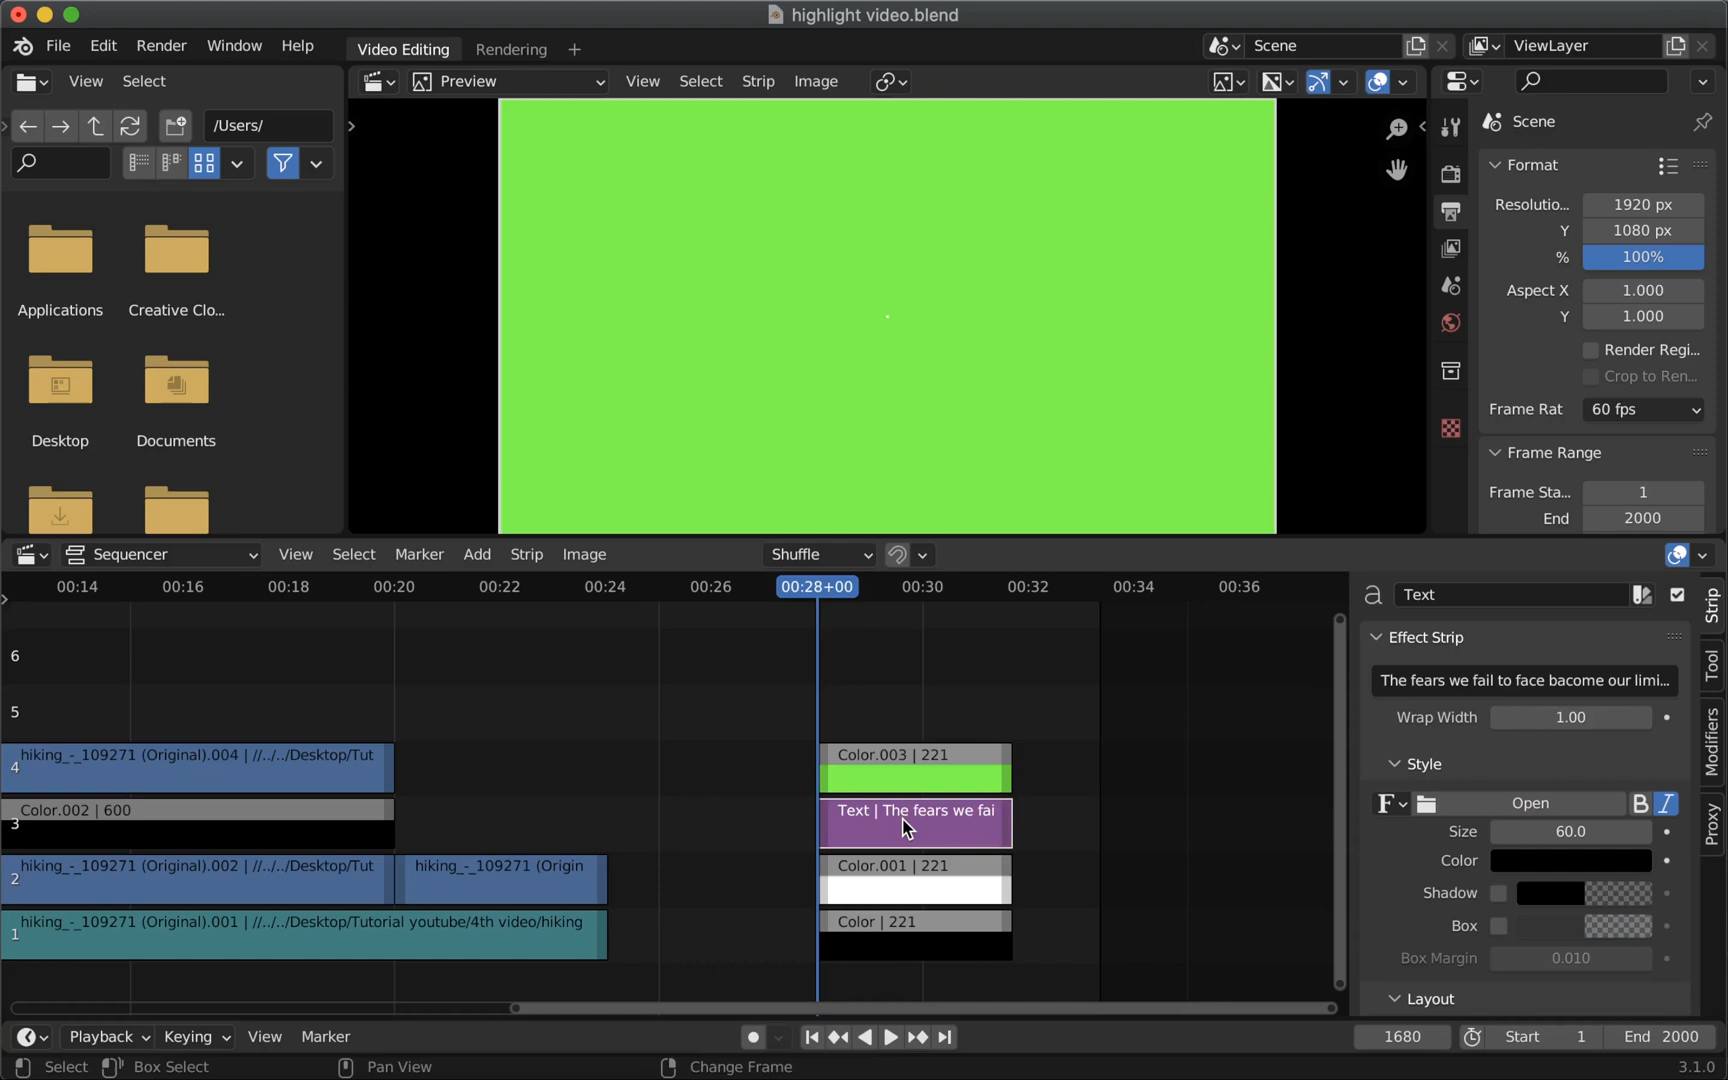 highlight video.blend
File Edit Render Window Help Video Editing Rendering + Scene ViewLayer
View Select Preview View Select Strip Image
/Users/ Scene
Format
Resolutio... 1920 px
Y 1080 px
% 100%
Aspect X 1.000
Y 1.000
Render Regi...
Crop to Ren...
Frame Rat 60 fps
Frame Range
Frame Sta... 1
End 2000
Applications Creative Clo...
Desktop Documents
Sequencer View Select Marker Add Strip Image Shuffle
00:14 00:16 00:18 00:20 00:22 00:24 00:26 00:28+00 00:30 00:32 00:34 00:36
6
5
4 hiking_-_109271 (Original).004 | //../../Desktop/Tut Color.003 | 221
3 Color.002 | 600 Text | The fears we fai
2 hiking_-_109271 (Original).002 | //../../Desktop/Tut hiking_-_109271 (Origin Color.001 | 221
1 hiking_-_109271 (Original).001 | //../../Desktop/Tutorial youtube/4th video/hiking Color | 221
Text
Effect Strip
The fears we fail to face bacome our limi...
Wrap Width 1.00
Style
F Open B I
Size 60.0
Color
Shadow
Box
Box Margin 0.010
Layout
Strip
Tool
Modifiers
Proxy
Playback Keying View Marker 1680 Start 1 End 2000
Select Box Select Pan View Change Frame 3.1.0